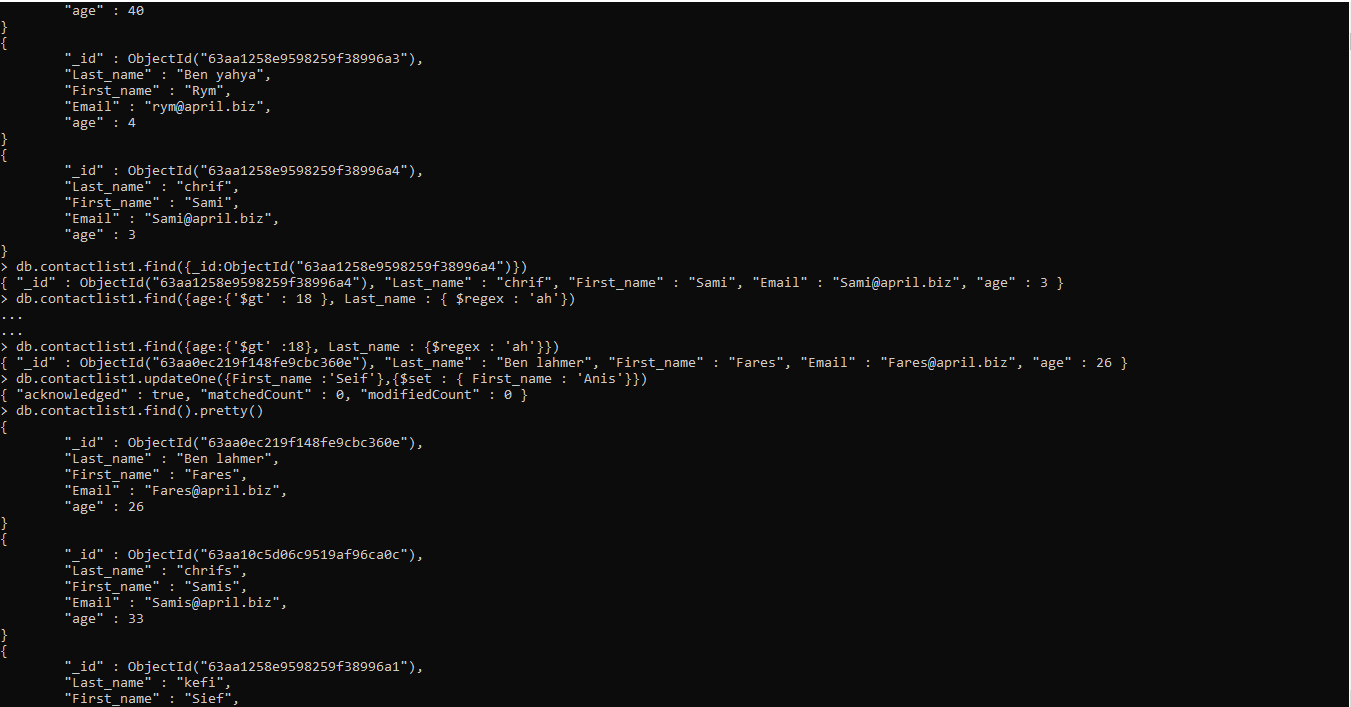 "age" : 40
}
{
        "_id" : ObjectId("63aa1258e9598259f38996a3"),
        "Last_name" : "Ben yahya",
        "First_name" : "Rym",
        "Email" : "rym@april.biz",
        "age" : 4
}
{
        "_id" : ObjectId("63aa1258e9598259f38996a4"),
        "Last_name" : "chrif",
        "First_name" : "Sami",
        "Email" : "Sami@april.biz",
        "age" : 3
}
> db.contactlist1.find({_id:ObjectId("63aa1258e9598259f38996a4")})
{ "_id" : ObjectId("63aa1258e9598259f38996a4"), "Last_name" : "chrif", "First_name" : "Sami", "Email" : "Sami@april.biz", "age" : 3 }
> db.contactlist1.find({age:{'$gt' : 18 }, Last_name : { $regex : 'ah'})
...
...
> db.contactlist1.find({age:{'$gt' :18}, Last_name : {$regex : 'ah'}})
{ "_id" : ObjectId("63aa0ec219f148fe9cbc360e"), "Last_name" : "Ben lahmer", "First_name" : "Fares", "Email" : "Fares@april.biz", "age" : 26 }
> db.contactlist1.updateOne({First_name :'Seif'},{$set : { First_name : 'Anis'}})
{ "acknowledged" : true, "matchedCount" : 0, "modifiedCount" : 0 }
> db.contactlist1.find().pretty()
{
        "_id" : ObjectId("63aa0ec219f148fe9cbc360e"),
        "Last_name" : "Ben lahmer",
        "First_name" : "Fares",
        "Email" : "Fares@april.biz",
        "age" : 26
}
{
        "_id" : ObjectId("63aa10c5d06c9519af96ca0c"),
        "Last_name" : "chrifs",
        "First_name" : "Samis",
        "Email" : "Samis@april.biz",
        "age" : 33
}
{
        "_id" : ObjectId("63aa1258e9598259f38996a1"),
        "Last_name" : "kefi",
        "First_name" : "Sief",